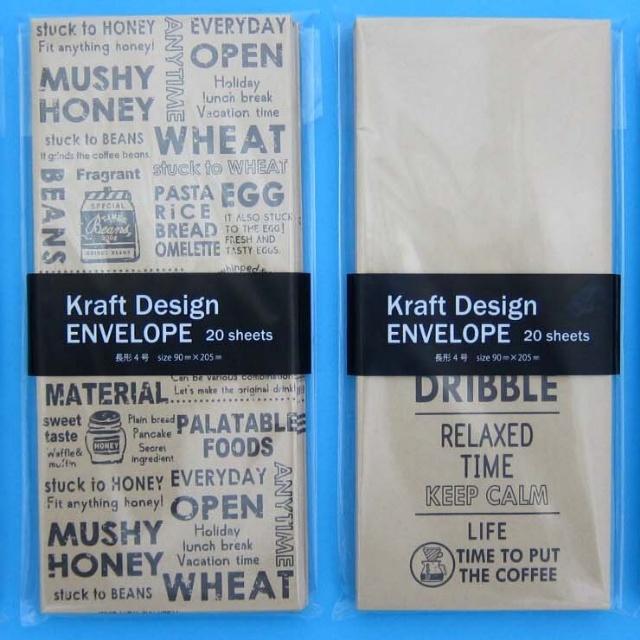 stuck to HONEY
Fit anything honey!
ANYTIME
EVERYDAY
OPEN
Holiday
lunch break
Vacation time
MUSHY
HONEY
stuck to BEANS
It grinds the coffee beans.
WHEAT
stuck to WHEAT
BEANS
Fragrant
SPECIAL
Beans
PASTA
RiCE
BREAD
OMELETTE
EGG
IT ALSO STUCK
TO THE EGG!
FRESH AND
TASTY EGGS.
Kraft Design
ENVELOPE 20 sheets
長形4号 size 90㎜×205㎜
MATERIAL
Let's make the original drink
sweet
taste
Waffle&
muffin
HONEY
Plain bread
Pancake
Secret
ingredient
PALATABLE
FOODS
stuck to HONEY
Fit anything honey!
EVERYDAY
OPEN
ANYTIME
Holiday
lunch break
Vacation time
MUSHY
HONEY
stuck to BEANS
WHEAT
Kraft Design
ENVELOPE 20 sheets
長形4号 size 90㎜×205㎜
DRIBBLE
RELAXED
TIME
KEEP CALM
LIFE
TIME TO PUT
THE COFFEE